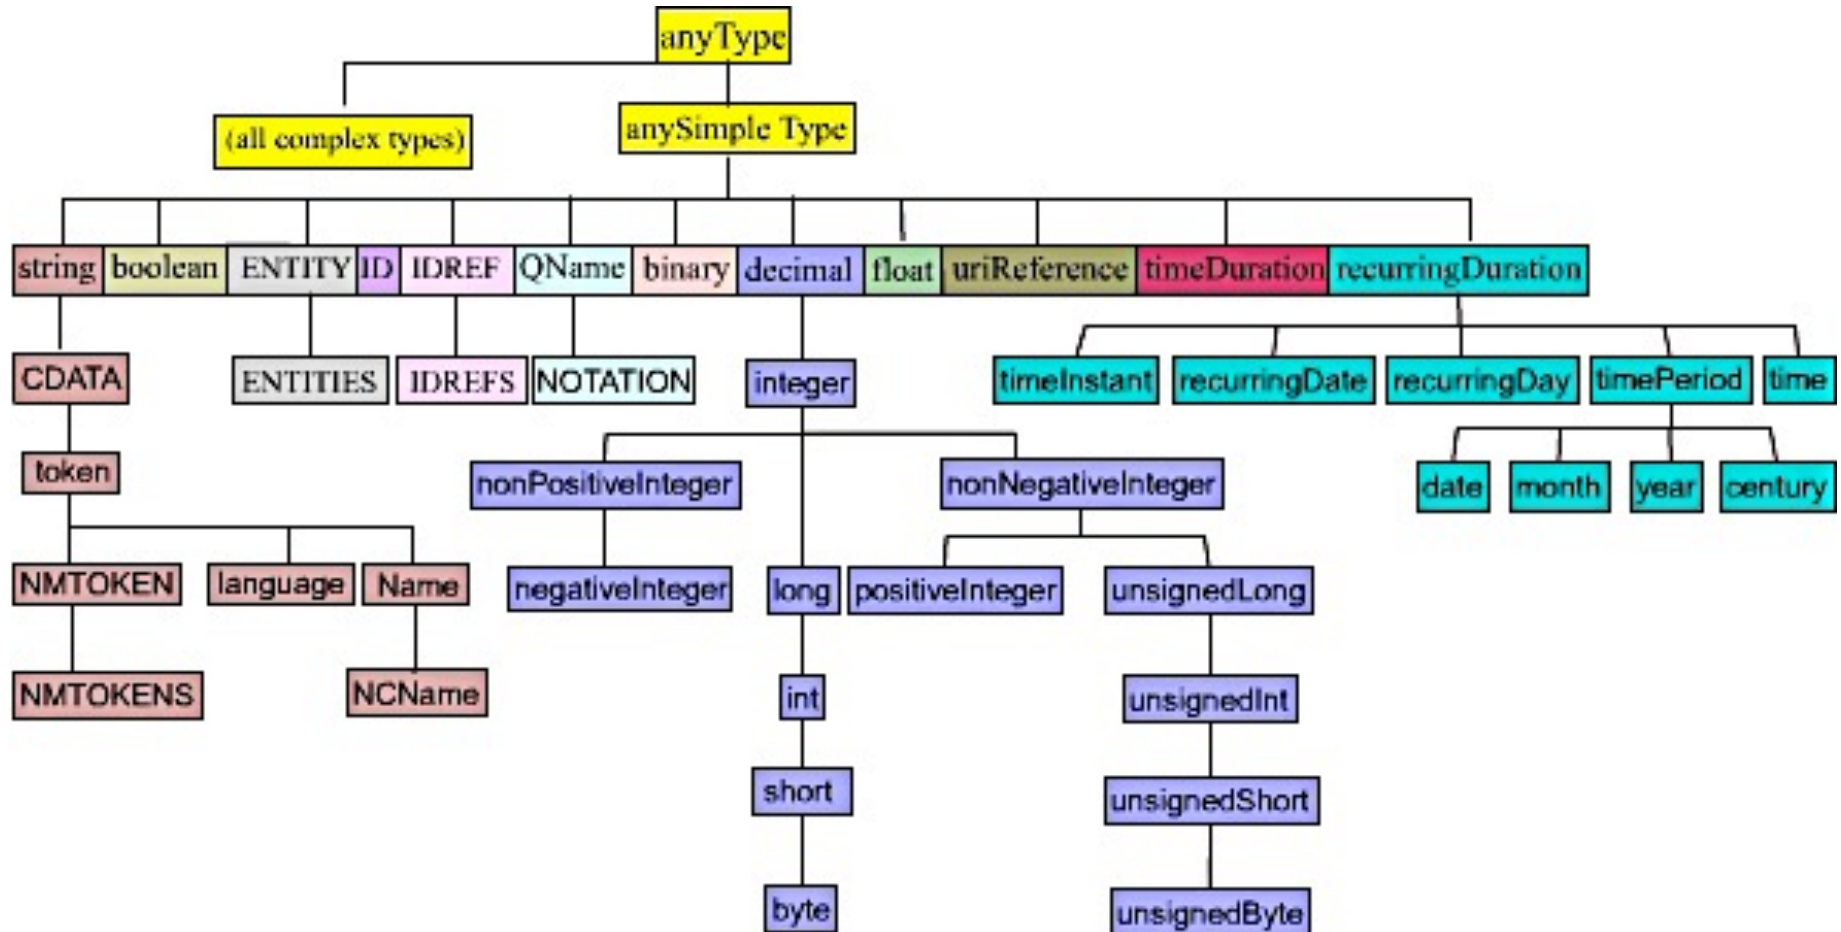 anyType
(all complex types)
anySimple Type
string boolean ENTITY ID IDREF QName binary decimal float uriReference timeDuration recurringDuration
CDATA ENTITIES IDREFS NOTATION integer timeInstant recurringDate recurringDay timePeriod time
token nonPositiveInteger nonNegativeInteger date month year century
NMTOKEN language Name negativeInteger long positiveInteger unsignedLong
NMTOKENS NCName int unsignedInt
short unsignedShort
byte unsignedByte